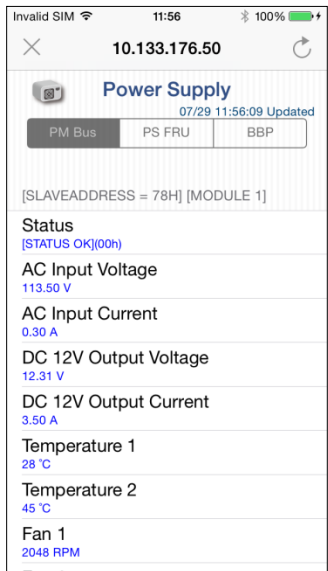 Invalid SIM 11:56 100%
10.133.176.50
Power Supply
07/29 11:56:09 Updated
PM Bus PS FRU BBP
[SLAVEADDRESS = 78H] [MODULE 1]
Status
[STATUS OK](00h)
AC Input Voltage
113.50 V
AC Input Current
0.30 A
DC 12V Output Voltage
12.31 V
DC 12V Output Current
3.50 A
Temperature 1
28 °C
Temperature 2
45 °C
Fan 1
2048 RPM